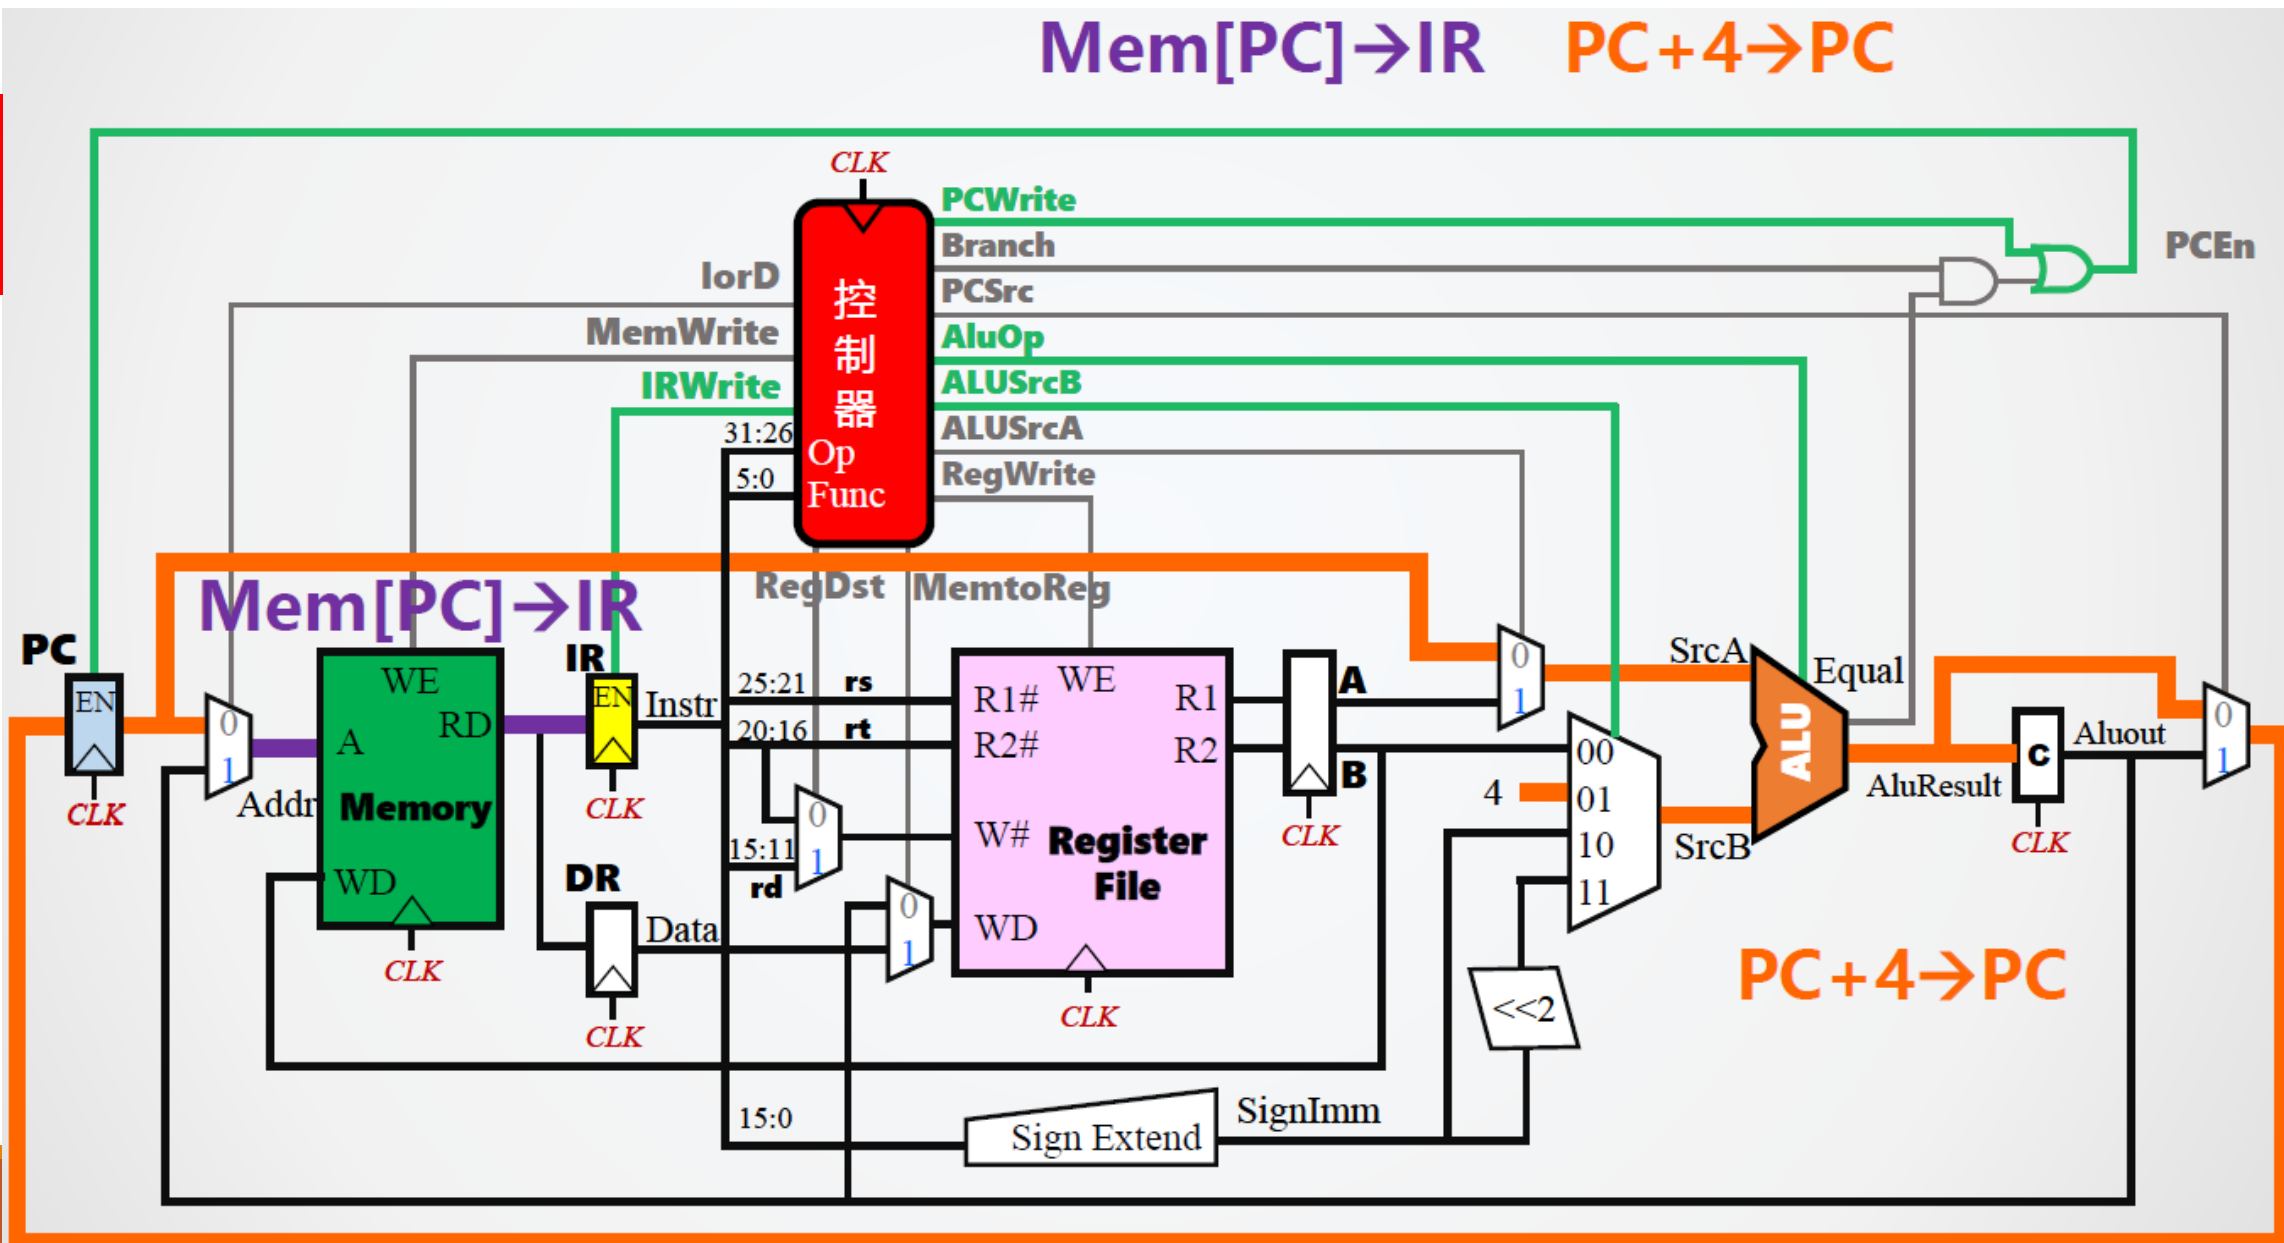 Mem[PC]→IR PC+4→PC
CLK
PCWrite
Branch
PCEn
IorD
PCSrc
MemWrite
AluOp
IRWrite
ALUSrcB
控制器
ALUSrcA
31:26
Op
RegWrite
5:0
Func
RegDst MemtoReg
Mem[PC]→IR
PC
EN
CLK
0
1
Addr
WE
A
RD
Memory
WD
CLK
IR
EN
Instr
CLK
DR
Data
CLK
25:21 rs
20:16 rt
15:11
rd
0
1
0
1
WE
R1#
R1
R2#
R2
W#
Register
File
WD
CLK
A
B
CLK
0
1
4
00
01
10
11
<<2
SrcA
SrcB
ALU
Equal
AluResult
C
CLK
Aluout
0
1
PC+4→PC
15:0
Sign Extend
SignImm